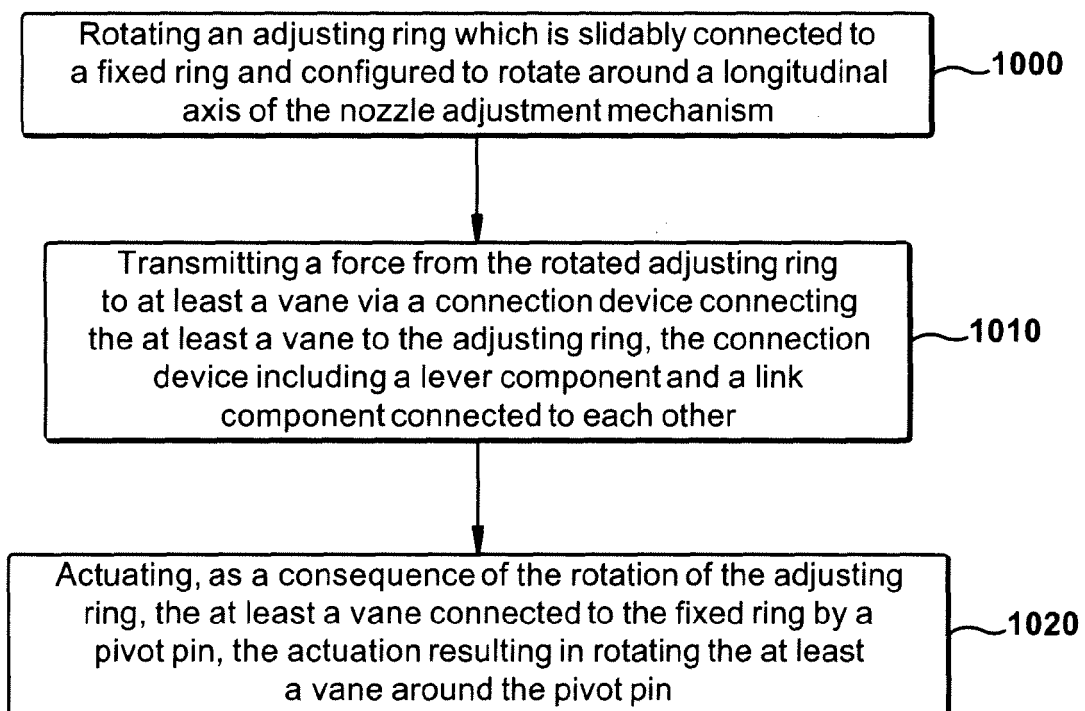 Rotating an adjusting ring which is slidably connected to
a fixed ring and configured to rotate around a longitudinal
axis of the nozzle adjustment mechanism
1000
Transmitting a force from the rotated adjusting ring
to at least a vane via a connection device connecting
the at least a vane to the adjusting ring, the connection
device including a lever component and a link
component connected to each other
1010
Actuating, as a consequence of the rotation of the adjusting
ring, the at least a vane connected to the fixed ring by a
pivot pin, the actuation resulting in rotating the at least
a vane around the pivot pin
1020